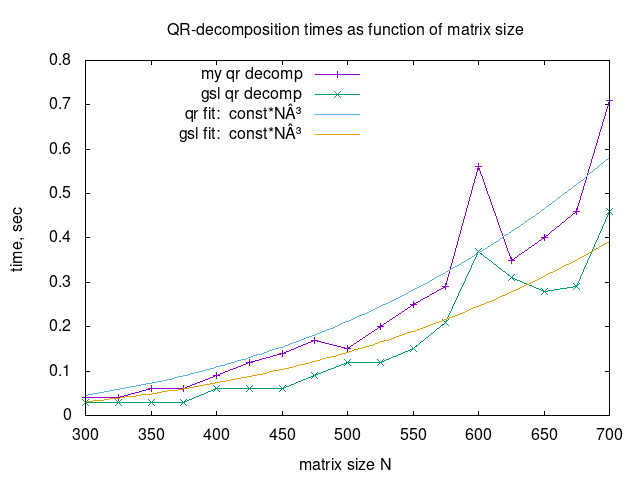 QR-decomposition times as function of matrix size
my qr decomp
gsl qr decomp
qr fit: const*NÂ³
gsl fit: const*NÂ³
0.8
0.7
0.6
0.5
0.4
0.3
0.2
0.1
0
time, sec
300 350 400 450 500 550 600 650 700
matrix size N